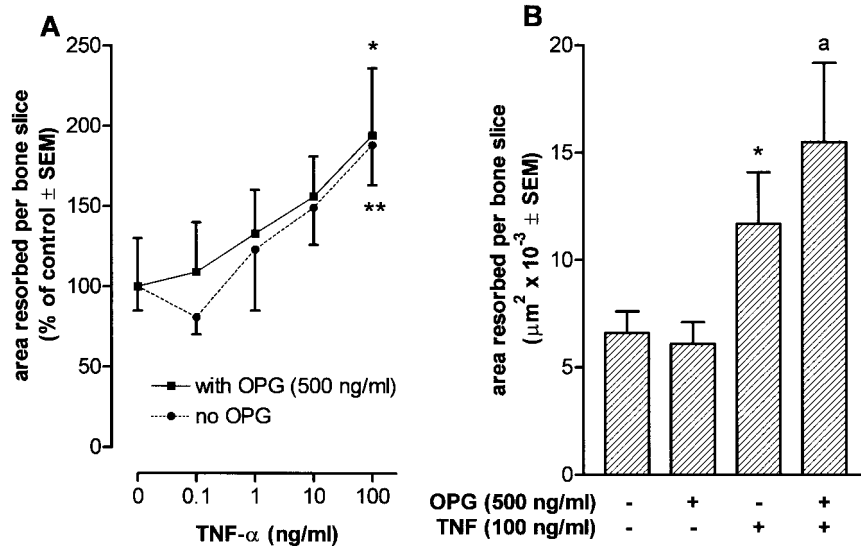 A
area resorbed per bone slice
(% of control ± SEM)
250
200
150
100
50
0
*
**
with OPG (500 ng/ml)
no OPG
0 0.1 1 10 100
TNF-α (ng/ml)
B
area resorbed per bone slice
(μm² x 10⁻³ ± SEM)
20
15
10
5
0
*
a
OPG (500 ng/ml) - + - +
TNF (100 ng/ml) - - + +